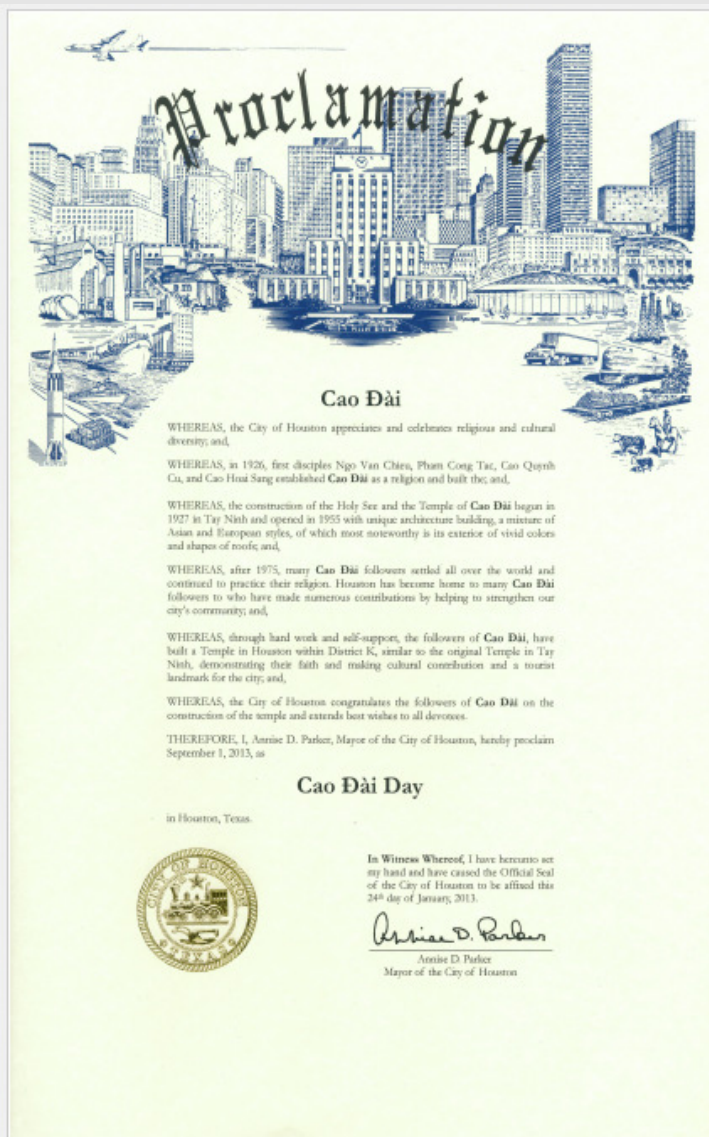 Proclamation
Cao Đài
WHEREAS, the City of Houston appreciates and celebrates religious and cultural
diversity; and,
WHEREAS, in 1926, first disciples Ngo Van Chieu, Pham Cong Tac, Cao Quynh
Cu, and Cao Hoai Sang established Cao Đài as a religion and built the; and,
WHEREAS, the construction of the Holy See and the Temple of Cao Đài began in
1927 in Tay Ninh and opened in 1955 with unique architecture building, a mixture of
Asian and European styles, of which most noteworthy is its exterior of vivid colors
and shapes of roofs; and,
WHEREAS, after 1975, many Cao Đài followers settled all over the world and
continued to practice their religion. Houston has become home to many Cao Đài
followers to who have made numerous contributions by helping to strengthen our
city's community; and,
WHEREAS, through hard work and self-support, the followers of Cao Đài, have
built a Temple in Houston within District K, similar to the original Temple in Tay
Ninh, demonstrating their faith and making cultural contribution and a tourist
landmark for the city; and,
WHEREAS, the City of Houston congratulates the followers of Cao Đài on the
construction of the temple and extends best wishes to all devotees.
THEREFORE, I, Annise D. Parker, Mayor of the City of Houston, hereby proclaim
September 1, 2013, as
Cao Đài Day
in Houston, Texas.
CITY OF HOUSTON
TEXAS
In Witness Whereof, I have hereunto set
my hand and have caused the Official Seal
of the City of Houston to be affixed this
24th day of January, 2013.
Annise D. Parker
Annise D. Parker
Mayor of the City of Houston